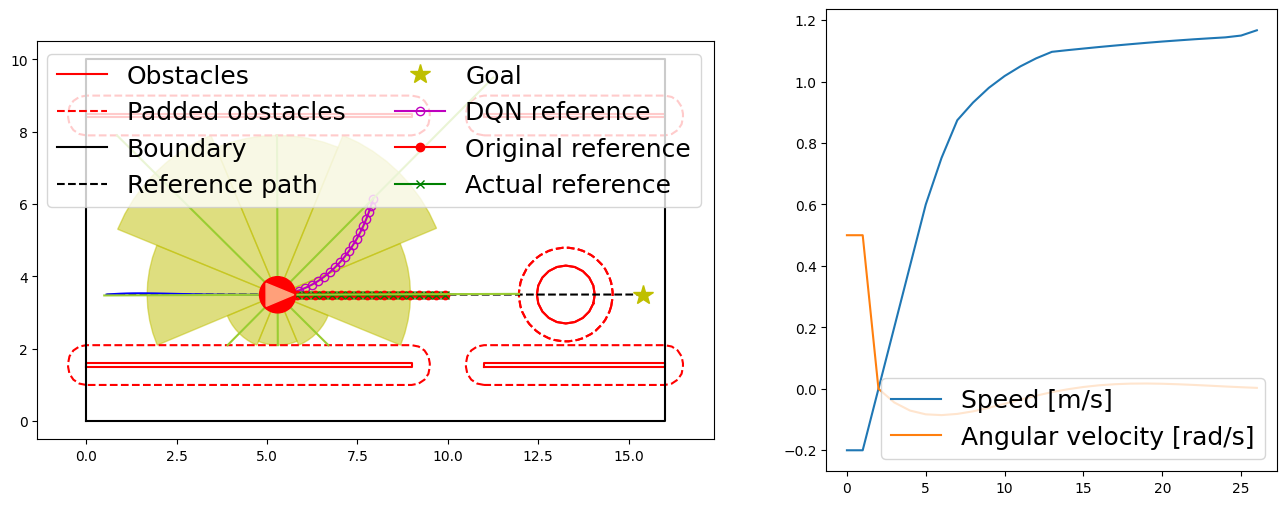 Obstacles
Padded obstacles
Boundary
Reference path
Goal
DQN reference
Original reference
Actual reference
10
8
6
4
2
0
0.0 2.5 5.0 7.5 10.0 12.5 15.0
1.2
1.0
0.8
0.6
0.4
0.2
0.0
−0.2
Speed [m/s]
Angular velocity [rad/s]
0 5 10 15 20 25